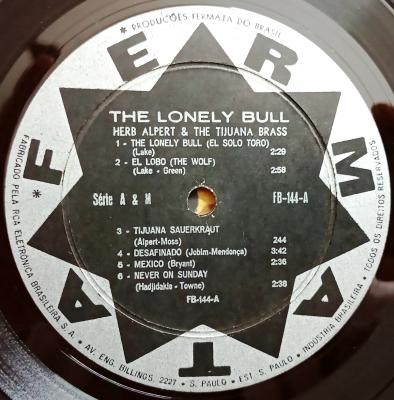 * PRODUÇÕES FERMATA DO BRASIL *
FERMATA
THE LONELY BULL
HERB ALPERT & THE TIJUANA BRASS
1 - THE LONELY BULL (EL SOLO TORO)
(Lake) 2:29
2 - EL LOBO (THE WOLF)
(Lake - Green) 2:58
Série A & M FB-144-A
3 - TIJUANA SAUERKRAUT
(Alpert-Moss) 244
4 - DESAFINADO (Jobim-Mendonça) 3:42
5 - MEXICO (Bryant) 2:36
6 - NEVER ON SUNDAY
(Hadjidakis - Towne) 2:38
FB-144-A
FABRICADO PELA RCA ELETRÔNICA BRASILEIRA S. A. - AV. ENG. BILLINGS, 2227 - S. PAULO - EST. S. PAULO - INDÚSTRIA BRASILEIRA - TODOS OS DIREITOS RESERVADOS